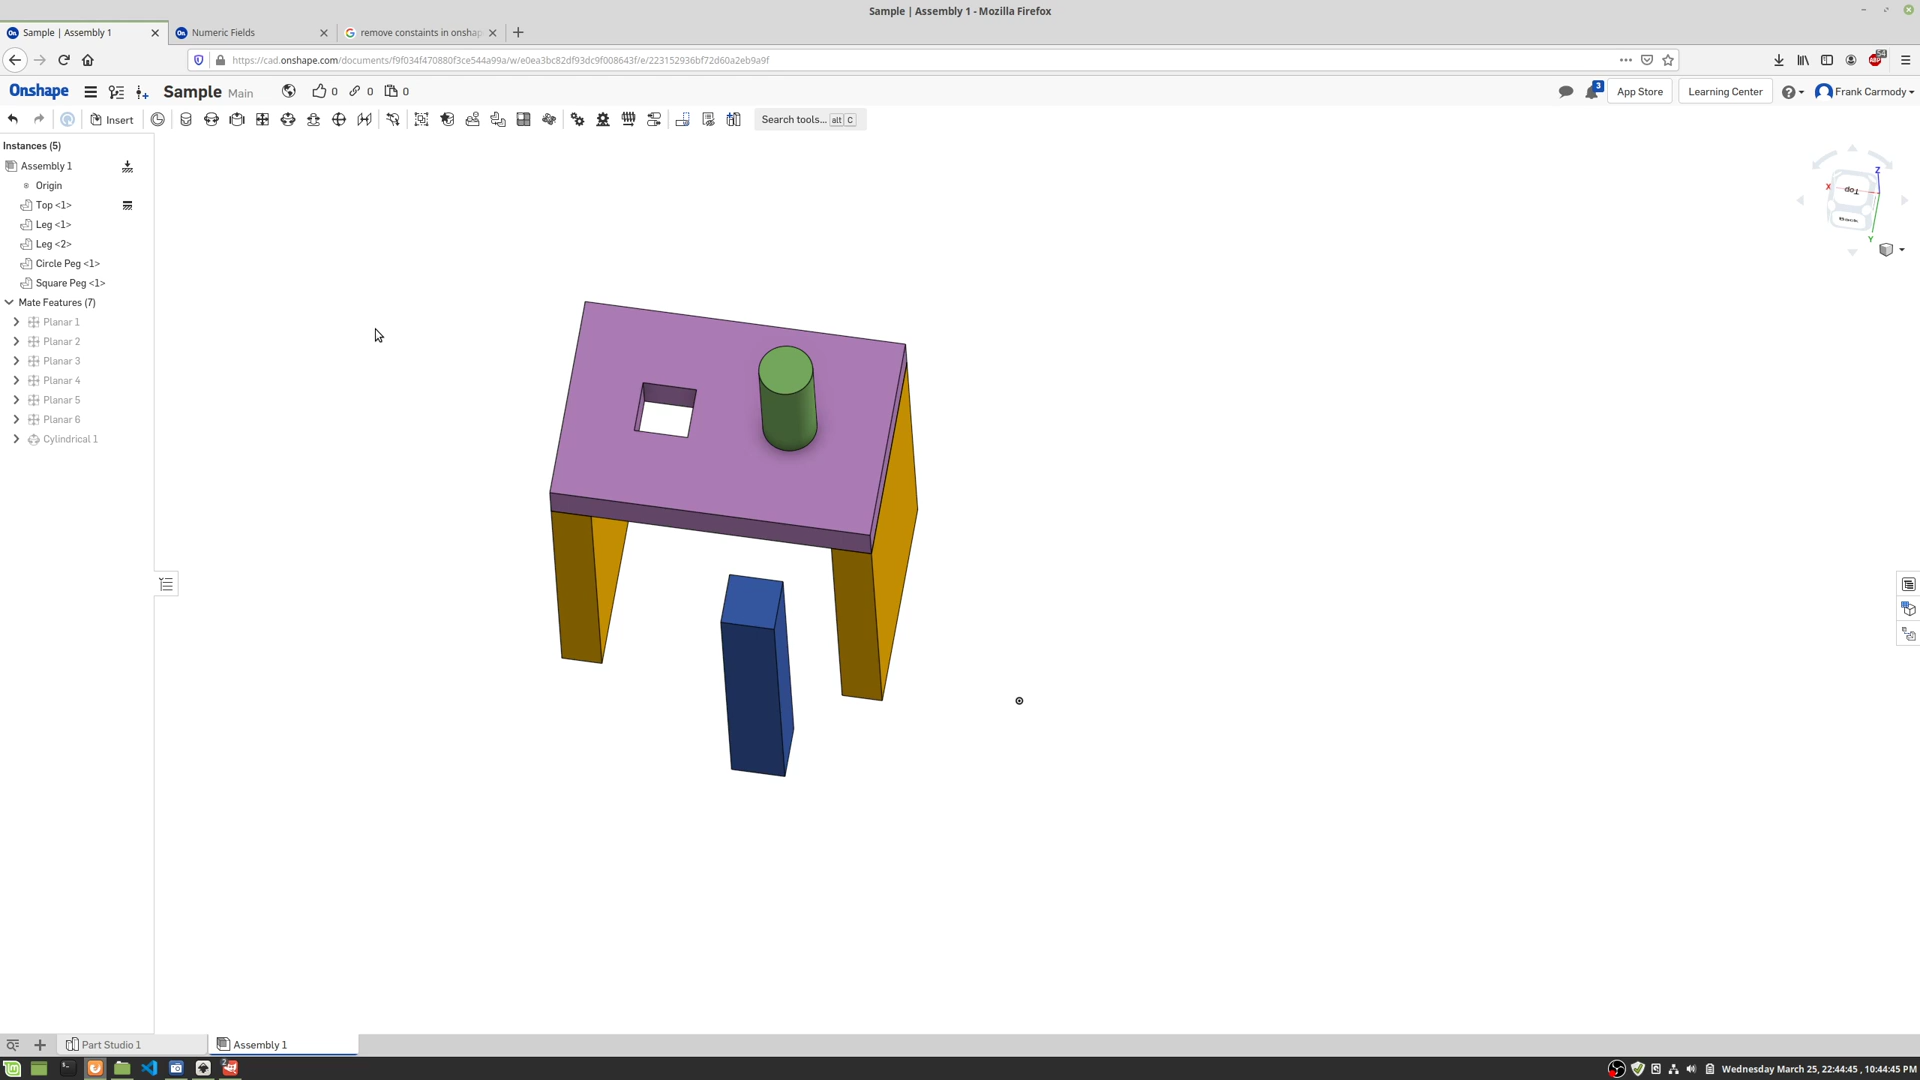 Sample | Assembly 1 - Mozilla Firefox
Sample | Assembly 1
Numeric Fields
remove constaints in onshap
https://cad.onshape.com/documents/f9f034f470880f3ce544a99a/w/e0ea3bc82df93dc9f008643f/e/223152936bf72d60a2eb9a9f
Onshape
Sample Main
0 0 0
3
App Store
Learning Center
Frank Carmody
Insert
Search tools... alt C
Instances (5)
Assembly 1
Origin
Top <1>
Leg <1>
Leg <2>
Circle Peg <1>
Square Peg <1>
Mate Features (7)
Planar 1
Planar 2
Planar 3
Planar 4
Planar 5
Planar 6
Cylindrical 1
Z
X
Top
Back
Y
Part Studio 1
Assembly 1
2
Wednesday March 25, 22:44:45 , 10:44:45 PM